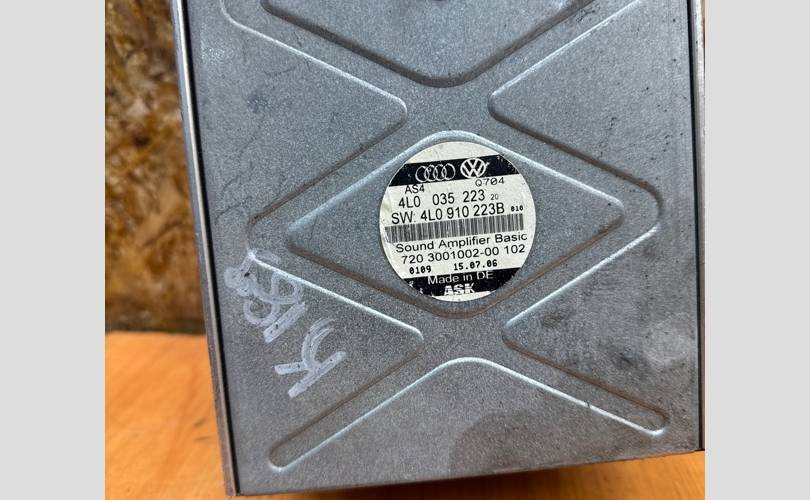 AS4 Q704
4L0 035 223 20
SW: 4L0 910 223B 010
Sound Amplifier Basic
720 3001002-00 102
0109 15.07.06
Made in DE
ASK